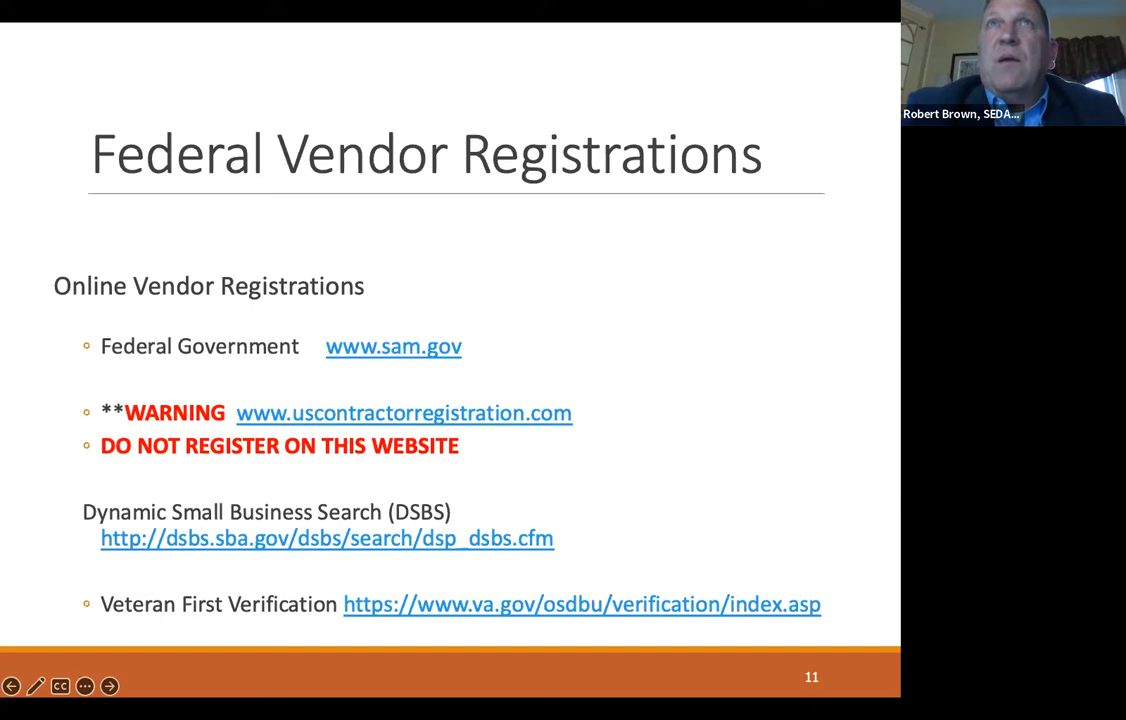 Robert Brown, SEDA...
Federal Vendor Registrations
Online Vendor Registrations
Federal Government www.sam.gov
**WARNING www.uscontractorregistration.com
DO NOT REGISTER ON THIS WEBSITE
Dynamic Small Business Search (DSBS)
http://dsbs.sba.gov/dsbs/search/dsp_dsbs.cfm
Veteran First Verification https://www.va.gov/osdbu/verification/index.asp
11
CC